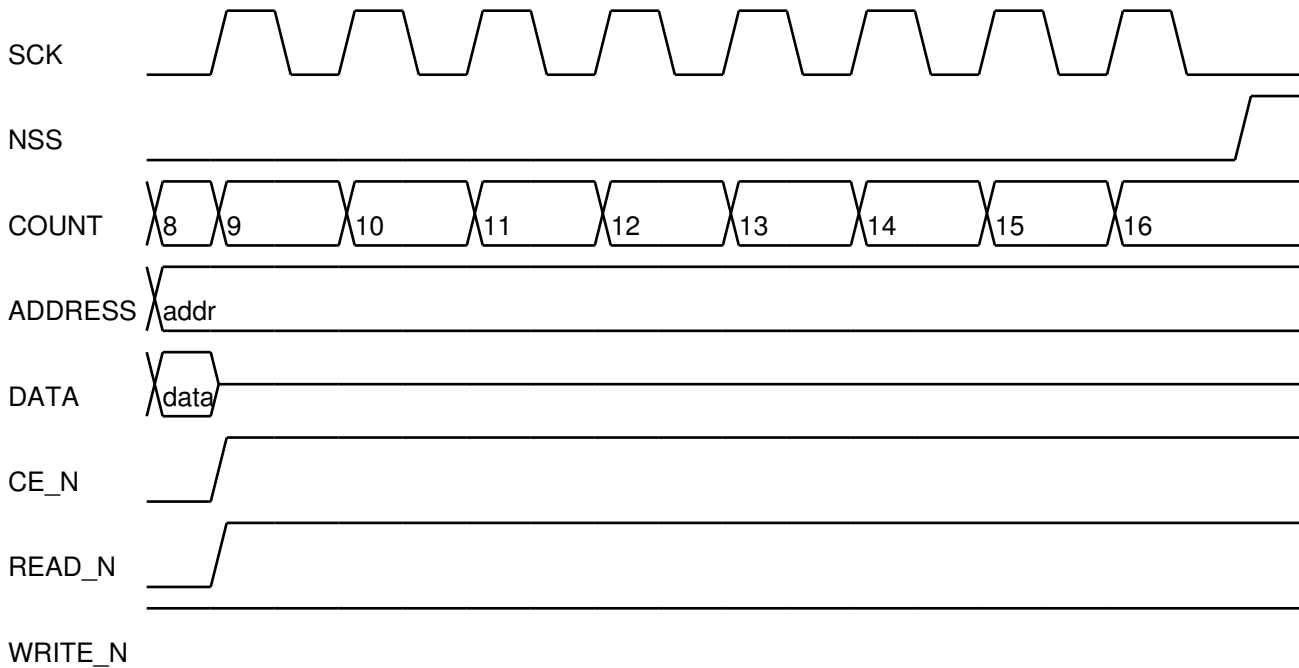 SCK
NSS
COUNT 8 9 10 11 12 13 14 15 16
ADDRESS addr
DATA data
CE_N
READ_N
WRITE_N